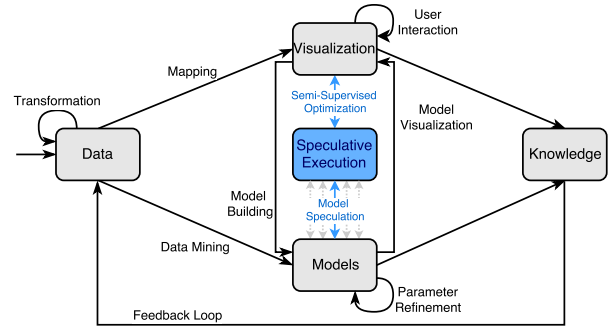 User
Interaction
Visualization
Mapping
Semi-Supervised
Optimization
Transformation
Model
Visualization
Data
Speculative
Execution
Knowledge
Model
Building
Model
Speculation
Data Mining
Models
Parameter
Refinement
Feedback Loop